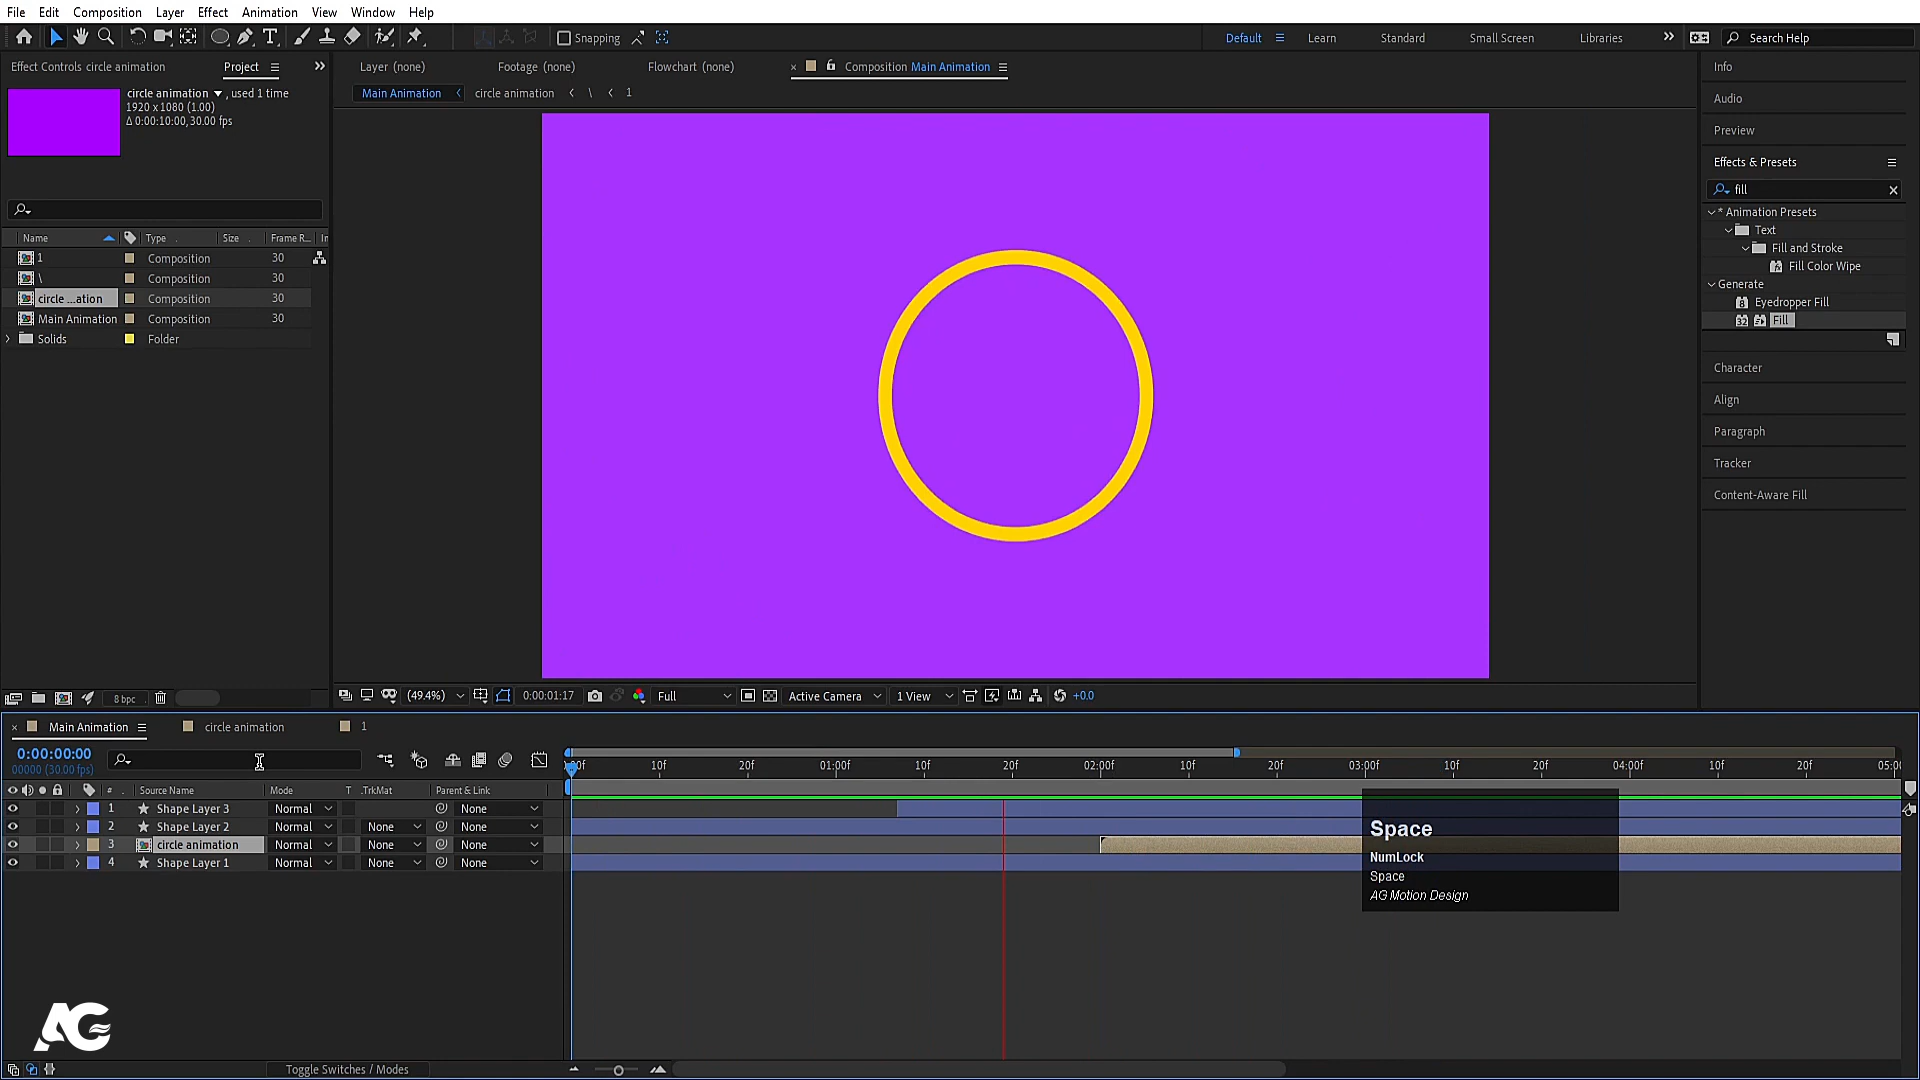 File Edit Composition Layer Effect Animation View Window Help
Snapping Default Learn Standard Small Screen Libraries Search Help
Effect Controls circle animation Project Layer (none) Footage (none) Flowchart (none) Composition Main Animation Info
circle animation , used 1 time
1920 x 1080 (1.00)
Δ 0:00:10:00, 30.00 fps
Main Animation circle animation \ 1
Audio
Preview
Effects & Presets
fill
* Animation Presets
Text
Fill and Stroke
Fill Color Wipe
Generate
Eyedropper Fill
Fill
Character
Align
Paragraph
Tracker
Content-Aware Fill
Name Type Size Frame R... In
1 Composition 30
\ Composition 30
circle ...ation Composition 30
Main Animation Composition 30
Solids Folder
8 bpc (49.4%) 0:00:01:17 Full Active Camera 1 View +0.0
Main Animation circle animation 1
0:00:00:00
00000 (30.00 fps)
:00f 10f 20f 01:00f 10f 20f 02:00f 10f 20f 03:00f 10f 20f 04:00f 10f 20f 05:00
# Source Name Mode T .TrkMat Parent & Link
1 Shape Layer 3 Normal None
2 Shape Layer 2 Normal None None
3 circle animation Normal None None
4 Shape Layer 1 Normal None None
Space
NumLock
Space
AG Motion Design
AG
Toggle Switches / Modes